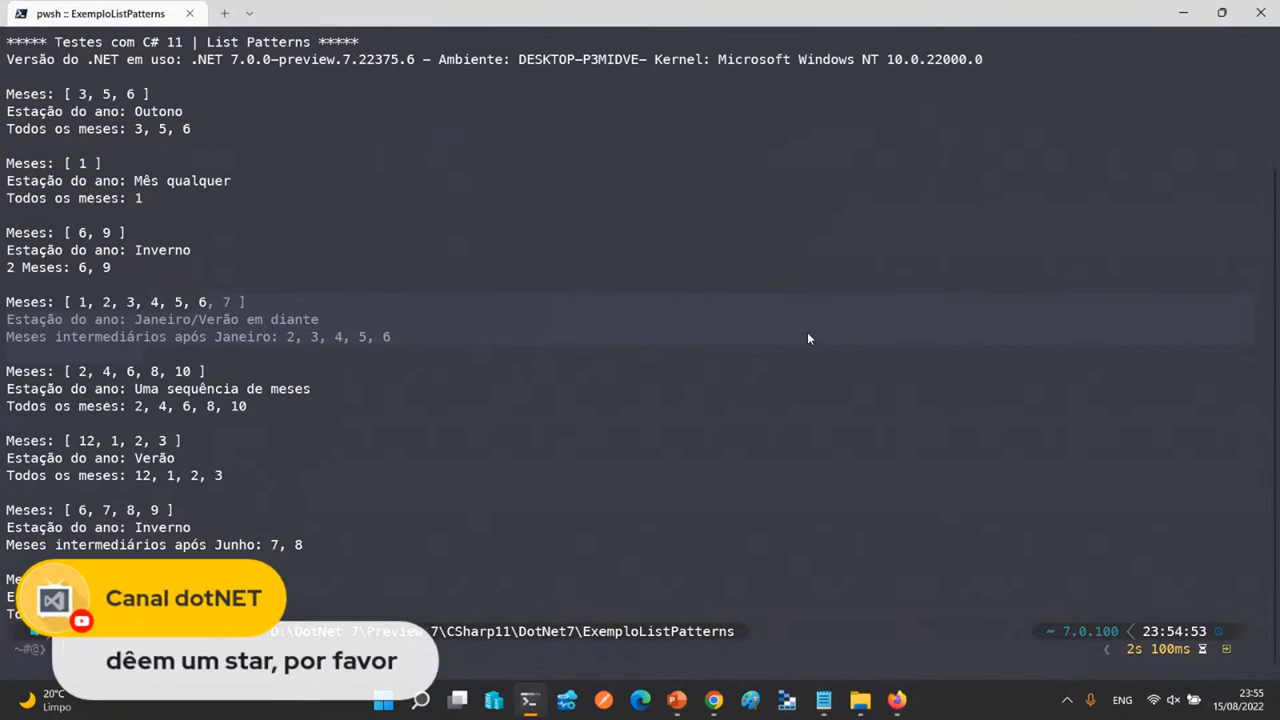 pwsh :: ExemploListPatterns
***** Testes com C# 11 | List Patterns *****
Versão do .NET em uso: .NET 7.0.0-preview.7.22375.6 - Ambiente: DESKTOP-P3MIDVE- Kernel: Microsoft Windows NT 10.0.22000.0
Meses: [ 3, 5, 6 ]
Estação do ano: Outono
Todos os meses: 3, 5, 6
Meses: [ 1 ]
Estação do ano: Mês qualquer
Todos os meses: 1
Meses: [ 6, 9 ]
Estação do ano: Inverno
2 Meses: 6, 9
Meses: [ 1, 2, 3, 4, 5, 6, 7 ]
Estação do ano: Janeiro/Verão em diante
Meses intermediários após Janeiro: 2, 3, 4, 5, 6
Meses: [ 2, 4, 6, 8, 10 ]
Estação do ano: Uma sequência de meses
Todos os meses: 2, 4, 6, 8, 10
Meses: [ 12, 1, 2, 3 ]
Estação do ano: Verão
Todos os meses: 12, 1, 2, 3
Meses: [ 6, 7, 8, 9 ]
Estação do ano: Inverno
Meses intermediários após Junho: 7, 8
Canal dotNET
D:\DotNet 7\Preview 7\CSharp11\DotNet7\ExemploListPatterns
~ 7.0.100 23:54:53
~#@❯
2s 100ms
dêem um star, por favor
20°C
Limpo
ENG
23:55
15/08/2022